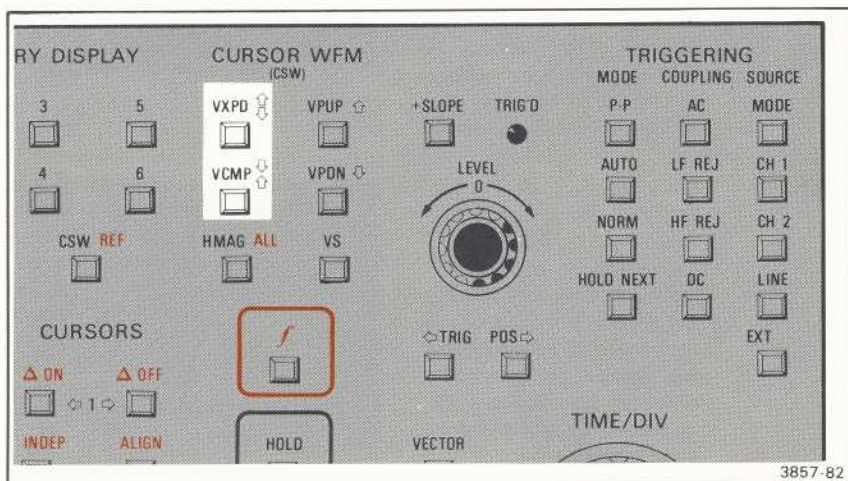 RY DISPLAY CURSOR WFM TRIGGERING
(CSW) MODE COUPLING SOURCE
3 5 VXPD ⇧⇩ VPUP ⇧ +SLOPE TRIG'D P-P AC MODE
4 6 VCMP ⇩⇧ VPDN ⇩ LEVEL AUTO LF REJ CH 1
0
CSW REF HMAG ALL VS NORM HF REJ CH 2
HOLD NEXT DC LINE
CURSORS f ⇦TRIG POS⇨ EXT
Δ ON Δ OFF
⇦1⇨
TIME/DIV
INDEP ALIGN HOLD VECTOR
3857-82